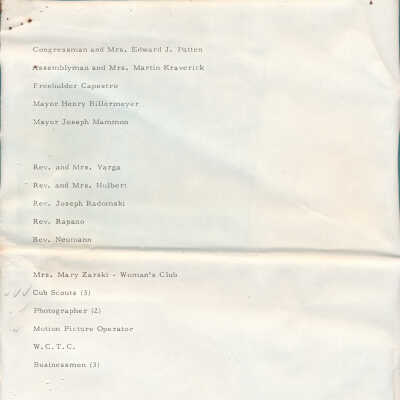 Congressman and Mrs. Edward J. Patten
Assemblyman and Mrs. Martin Kraverick
Freeholder Capestro
Mayor Henry Billermeyer
Mayor Joseph Mammon
Rev. and Mrs. Varga
Rev. and Mrs. Hulbert
Rev. Joseph Radomski
Rev. Rapano
Rev. Neumann
Mrs. Mary Zarski - Woman's Club
Cub Scouts (3)
Photographer (2)
Motion Picture Operator
W.C.T.C.
Businessmen (3)